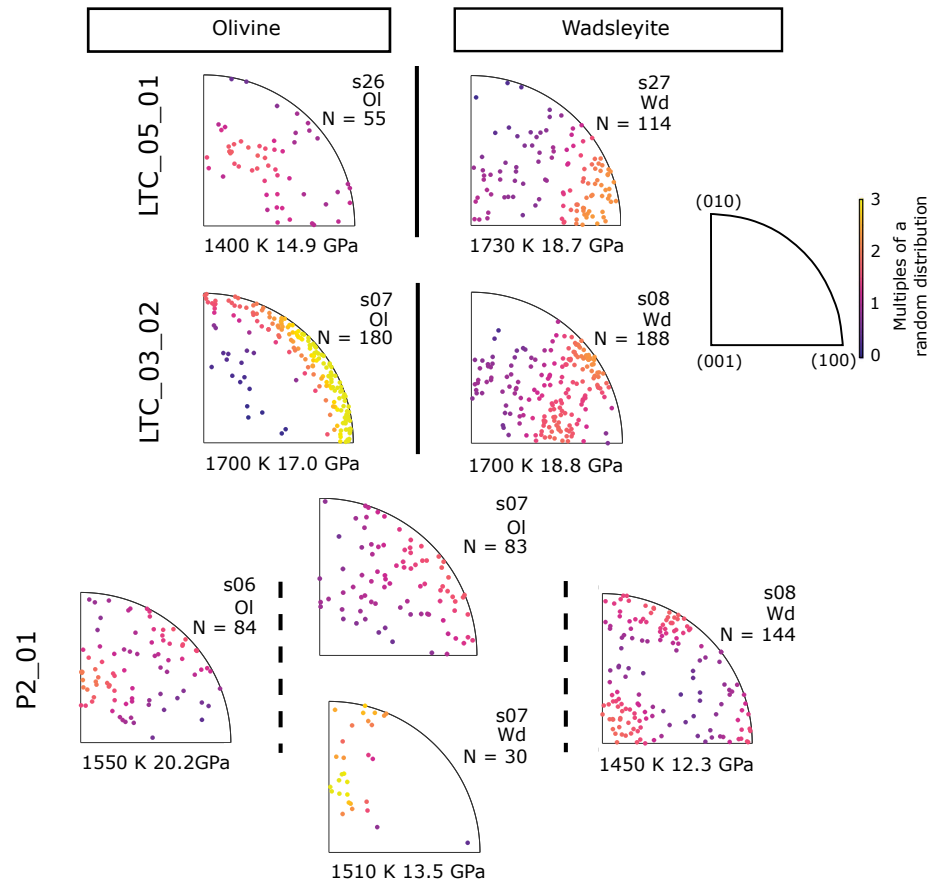 Olivine
Wadsleyite
LTC_05_01
s26
Ol
N = 55
1400 K 14.9 GPa
s27
Wd
N = 114
1730 K 18.7 GPa
(010)
(001)
(100)
3
2
1
0
Multiples of a
random distribution
LTC_03_02
s07
Ol
N = 180
1700 K 17.0 GPa
s08
Wd
N = 188
1700 K 18.8 GPa
P2_01
s06
Ol
N = 84
1550 K 20.2GPa
s07
Ol
N = 83
s07
Wd
N = 30
1510 K 13.5 GPa
s08
Wd
N = 144
1450 K 12.3 GPa